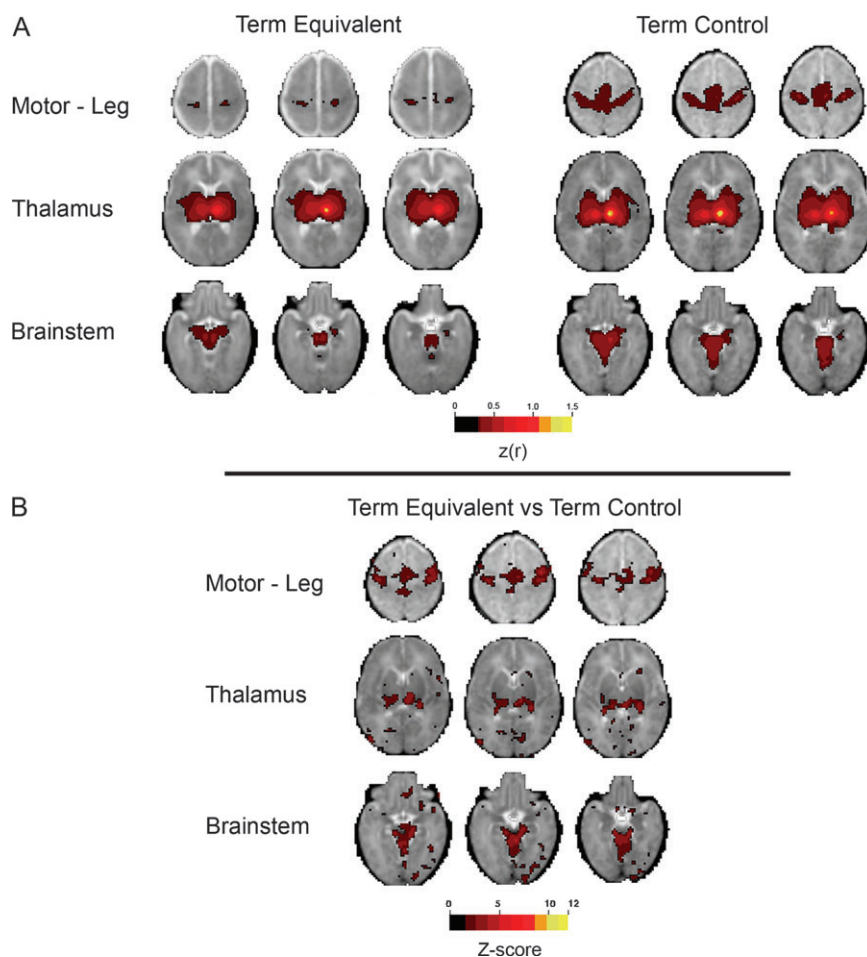 A
Term Equivalent
Term Control
Motor - Leg
Thalamus
Brainstem
0 0.5 1.0 1.5
z(r)
B
Term Equivalent vs Term Control
Motor - Leg
Thalamus
Brainstem
0 5 10 12
Z-score